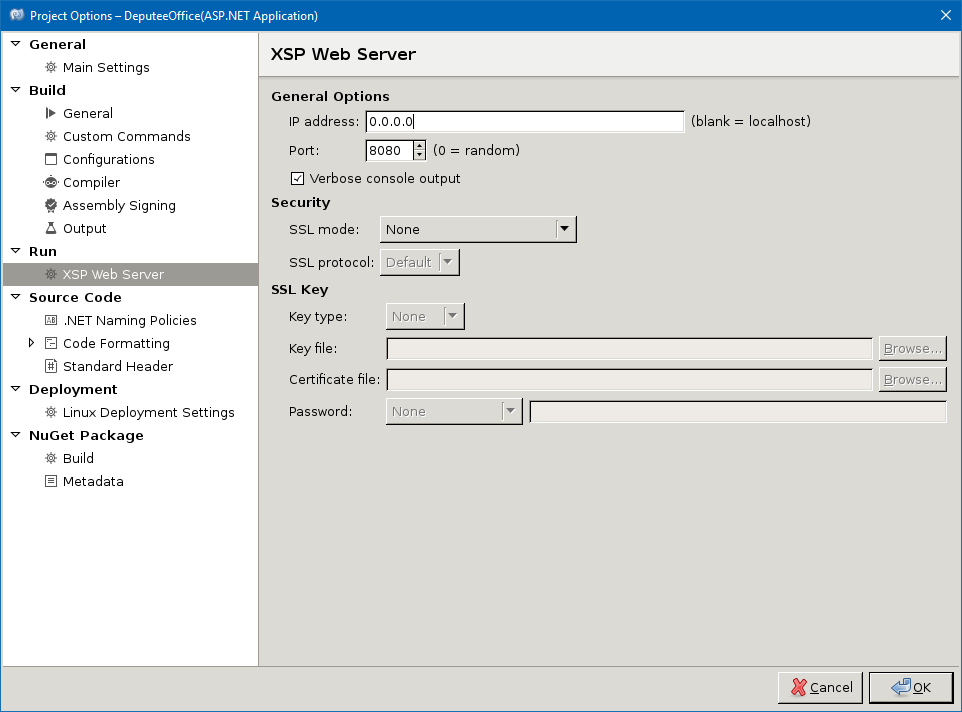 Project Options – DeputeeOffice(ASP.NET Application)
General
Main Settings
Build
General
Custom Commands
Configurations
Compiler
Assembly Signing
Output
Run
XSP Web Server
Source Code
.NET Naming Policies
Code Formatting
Standard Header
Deployment
Linux Deployment Settings
NuGet Package
Build
Metadata
XSP Web Server
General Options
IP address: 0.0.0.0 (blank = localhost)
Port: 8080 (0 = random)
Verbose console output
Security
SSL mode: None
SSL protocol: Default
SSL Key
Key type: None
Key file: Browse...
Certificate file: Browse...
Password: None
Cancel OK